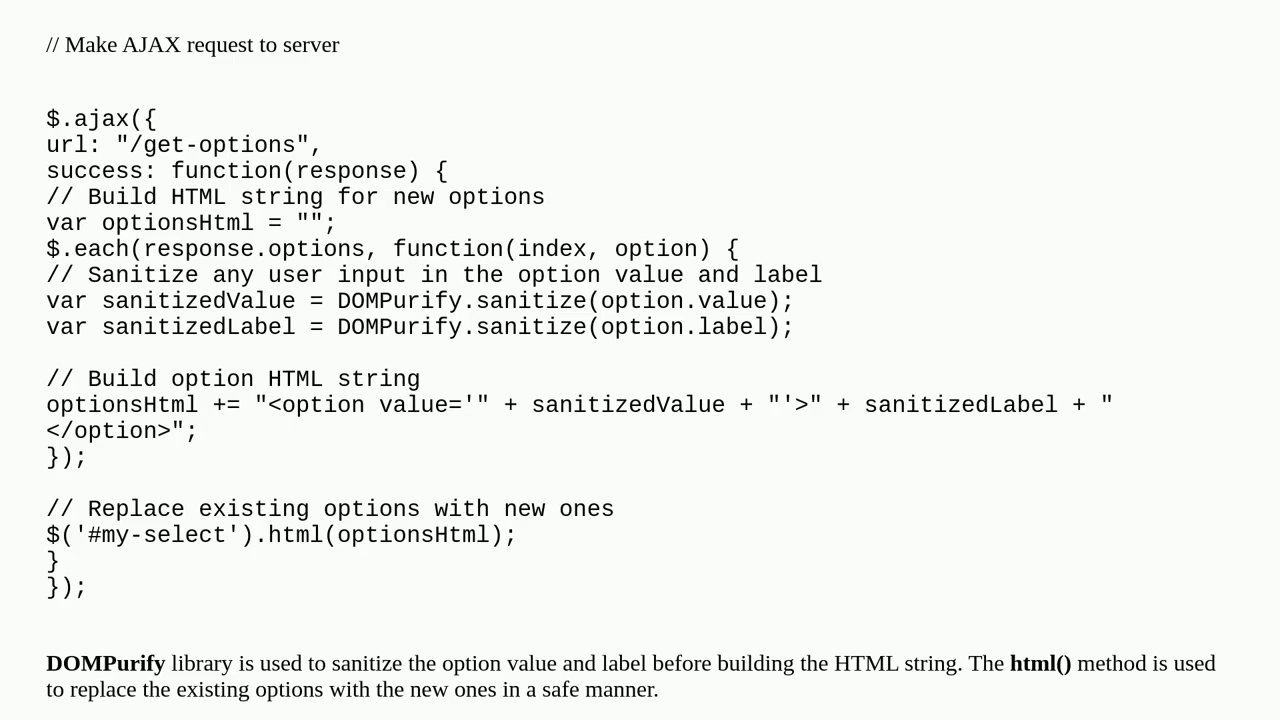 // Make AJAX request to server
$.ajax({
url: "/get-options",
success: function(response) {
// Build HTML string for new options
var optionsHtml = "";
$.each(response.options, function(index, option) {
// Sanitize any user input in the option value and label
var sanitizedValue = DOMPurify.sanitize(option.value);
var sanitizedLabel = DOMPurify.sanitize(option.label);
// Build option HTML string
optionsHtml += "<option value='" + sanitizedValue + "'>" + sanitizedLabel + "
</option>";
});
// Replace existing options with new ones
$('#my-select').html(optionsHtml);
}
});
DOMPurify library is used to sanitize the option value and label before building the HTML string. The html() method is used
to replace the existing options with the new ones in a safe manner.